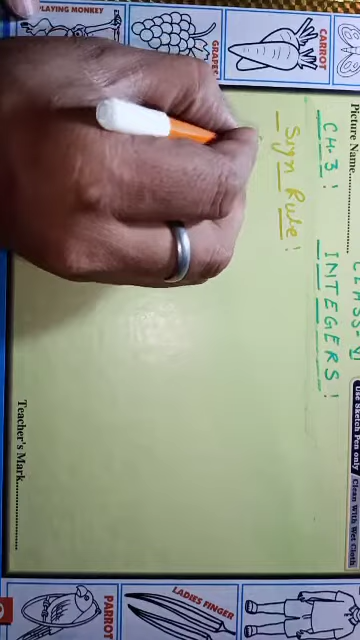 PLAYING MONKEY
GRAPES
CARROT
Picture Name
CLASS- VI
CH. 3! INTEGERS!
Sign Rule!
Use Sketch Pen only
Clean With Wet Cloth
Teacher's Mark
PARROT
LADIES FINGER